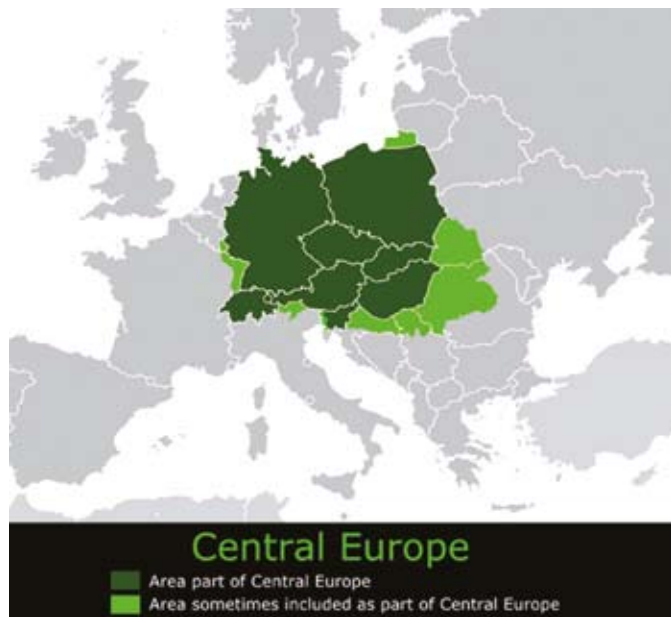 Central Europe
Area part of Central Europe
Area sometimes included as part of Central Europe